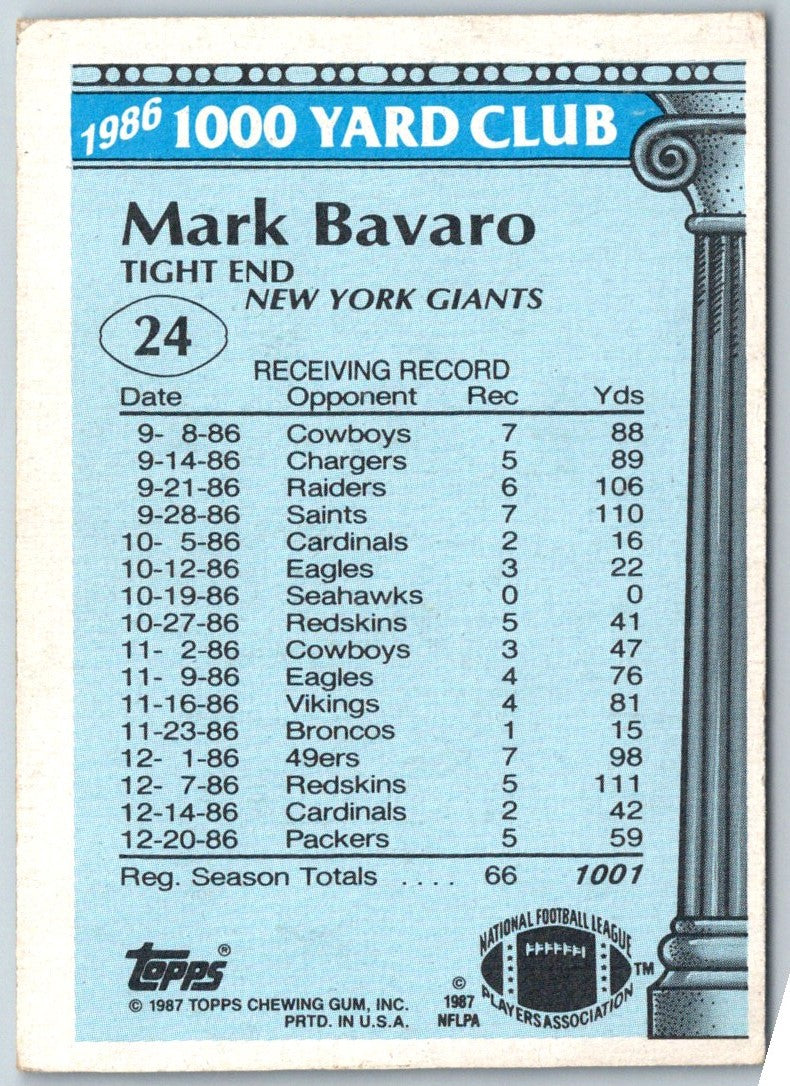 1986 1000 YARD CLUB
Mark Bavaro
TIGHT END
NEW YORK GIANTS
24
RECEIVING RECORD
Date Opponent Rec Yds
9- 8-86 Cowboys 7 88
9-14-86 Chargers 5 89
9-21-86 Raiders 6 106
9-28-86 Saints 7 110
10- 5-86 Cardinals 2 16
10-12-86 Eagles 3 22
10-19-86 Seahawks 0 0
10-27-86 Redskins 5 41
11- 2-86 Cowboys 3 47
11- 9-86 Eagles 4 76
11-16-86 Vikings 4 81
11-23-86 Broncos 1 15
12- 1-86 49ers 7 98
12- 7-86 Redskins 5 111
12-14-86 Cardinals 2 42
12-20-86 Packers 5 59
Reg. Season Totals .... 66 1001
topps®
© 1987 TOPPS CHEWING GUM, INC.
PRTD. IN U.S.A.
©
1987
NFLPA
NATIONAL FOOTBALL LEAGUE
PLAYERS ASSOCIATION
TM